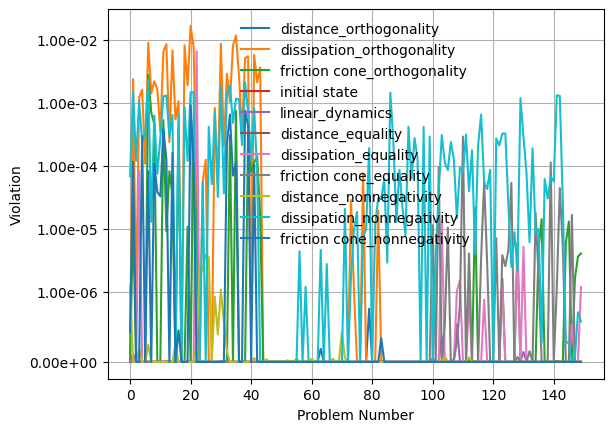 1.00e-02
1.00e-03
1.00e-04
1.00e-05
1.00e-06
0.00e+00
Violation
distance_orthogonality
dissipation_orthogonality
friction cone_orthogonality
initial state
linear_dynamics
distance_equality
dissipation_equality
friction cone_equality
distance_nonnegativity
dissipation_nonnegativity
friction cone_nonnegativity
0 20 40 60 80 100 120 140
Problem Number